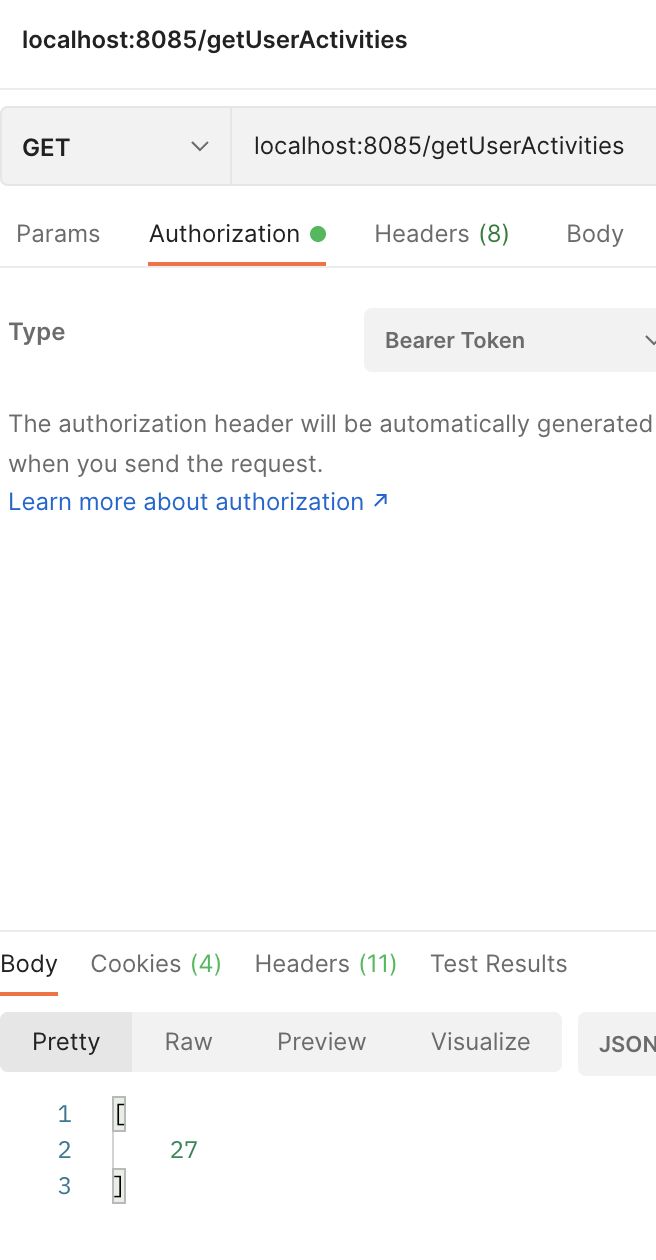 localhost:8085/getUserActivities
GET localhost:8085/getUserActivities
Params Authorization Headers (8) Body
Type Bearer Token
The authorization header will be automatically generated
when you send the request.
Learn more about authorization ↗
Body Cookies (4) Headers (11) Test Results
Pretty Raw Preview Visualize JSON
1 [
2 27
3 ]